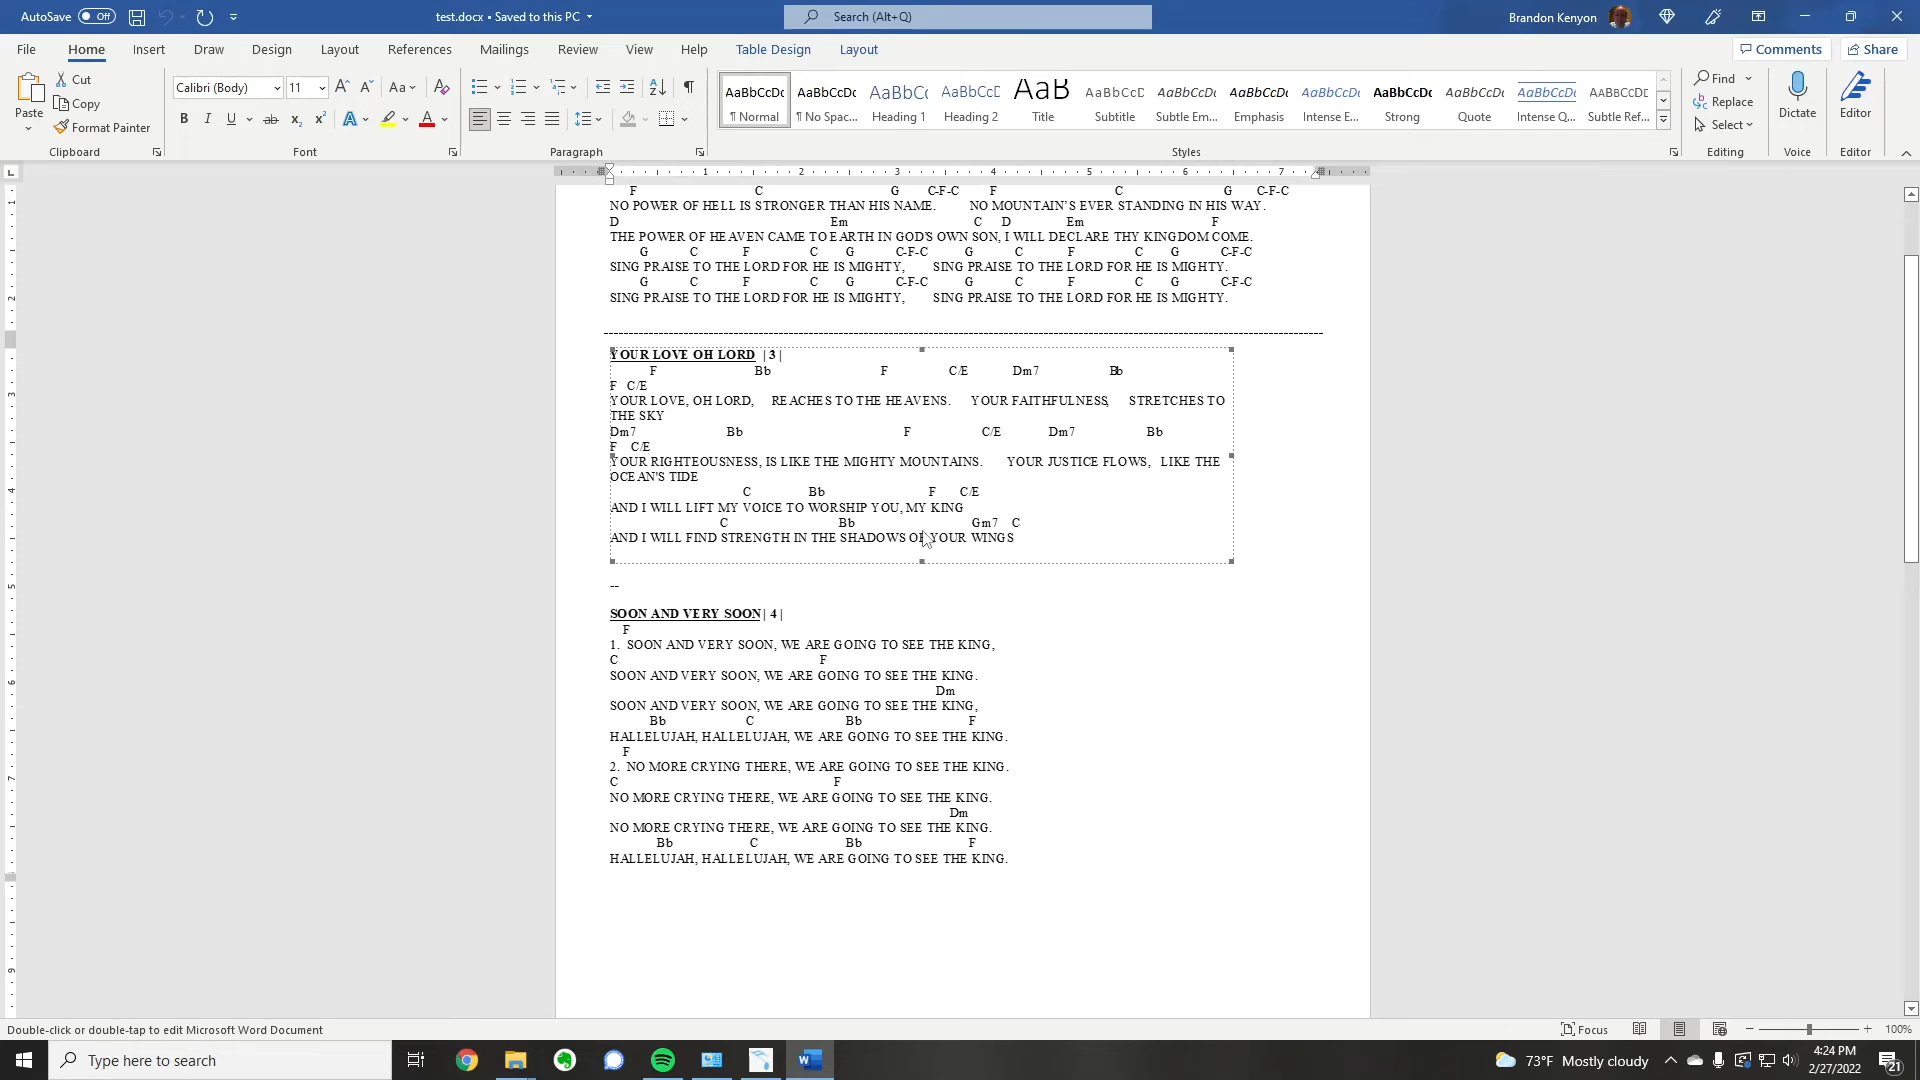 AutoSave Off test.docx • Saved to this PC Search (Alt+Q) Brandon Kenyon
File Home Insert Draw Design Layout References Mailings Review View Help Table Design Layout Comments Share
Paste Cut Copy Format Painter
Calibri (Body) 11
AaBbCcDc AaBbCcDc AaBbC( AaBbCcD AaB AaBbCcD AaBbCcDc AaBbCcDc AaBbCcDc AaBbCcDc AaBbCcDc AaBbCcDc AABBCCDC
¶ Normal ¶ No Spac... Heading 1 Heading 2 Title Subtitle Subtle Em... Emphasis Intense E... Strong Quote Intense Q... Subtle Ref...
Find Replace Select Dictate Editor
Clipboard Font Paragraph Styles Editing Voice Editor
1 2 3 4 5 6 7
F C G C-F-C F C G C-F-C
NO POWER OF HELL IS STRONGER THAN HIS NAME. NO MOUNTAIN’S EVER STANDING IN HIS WAY.
D Em C D Em F
THE POWER OF HEAVEN CAME TO EARTH IN GOD’S OWN SON, I WILL DECLARE THY KINGDOM COME.
G C F C G C-F-C G C F C G C-F-C
SING PRAISE TO THE LORD FOR HE IS MIGHTY, SING PRAISE TO THE LORD FOR HE IS MIGHTY.
G C F C G C-F-C G C F C G C-F-C
SING PRAISE TO THE LORD FOR HE IS MIGHTY, SING PRAISE TO THE LORD FOR HE IS MIGHTY.
YOUR LOVE OH LORD | 3 |
F Bb F C/E Dm7 Bb
F C/E
YOUR LOVE, OH LORD, REACHES TO THE HEAVENS. YOUR FAITHFULNESS, STRETCHES TO
THE SKY
Dm7 Bb F C/E Dm7 Bb
F C/E
YOUR RIGHTEOUSNESS, IS LIKE THE MIGHTY MOUNTAINS. YOUR JUSTICE FLOWS, LIKE THE
OCEAN'S TIDE
C Bb F C/E
AND I WILL LIFT MY VOICE TO WORSHIP YOU, MY KING
C Bb Gm7 C
AND I WILL FIND STRENGTH IN THE SHADOWS OF YOUR WINGS
--
SOON AND VERY SOON | 4 |
F
1. SOON AND VERY SOON, WE ARE GOING TO SEE THE KING,
C F
SOON AND VERY SOON, WE ARE GOING TO SEE THE KING.
Dm
SOON AND VERY SOON, WE ARE GOING TO SEE THE KING,
Bb C Bb F
HALLELUJAH, HALLELUJAH, WE ARE GOING TO SEE THE KING.
F
2. NO MORE CRYING THERE, WE ARE GOING TO SEE THE KING.
C F
NO MORE CRYING THERE, WE ARE GOING TO SEE THE KING.
Dm
NO MORE CRYING THERE, WE ARE GOING TO SEE THE KING.
Bb C Bb F
HALLELUJAH, HALLELUJAH, WE ARE GOING TO SEE THE KING.
Double-click or double-tap to edit Microsoft Word Document Focus 100%
Type here to search 73°F Mostly cloudy 4:24 PM
2/27/2022 21